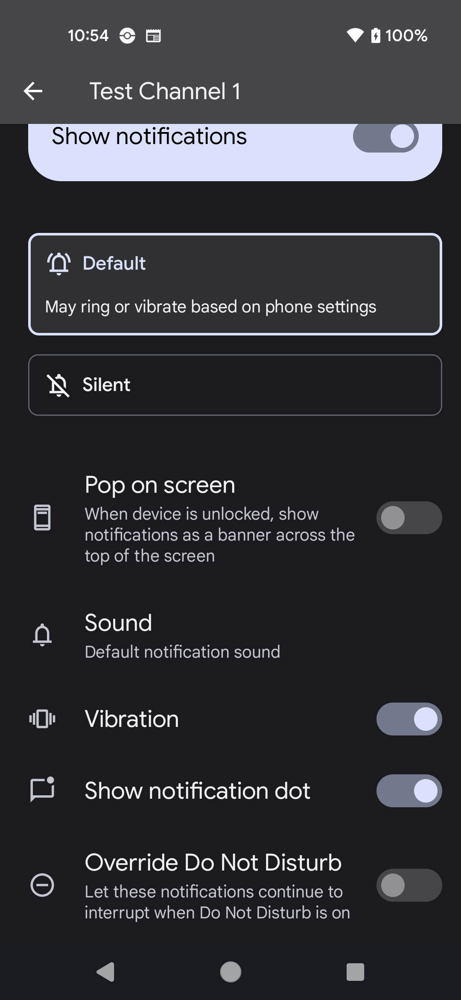 10:54
100%
Test Channel 1
Show notifications
Default
May ring or vibrate based on phone settings
Silent
Pop on screen
When device is unlocked, show
notifications as a banner across the
top of the screen
Sound
Default notification sound
Vibration
Show notification dot
Override Do Not Disturb
Let these notifications continue to
interrupt when Do Not Disturb is on